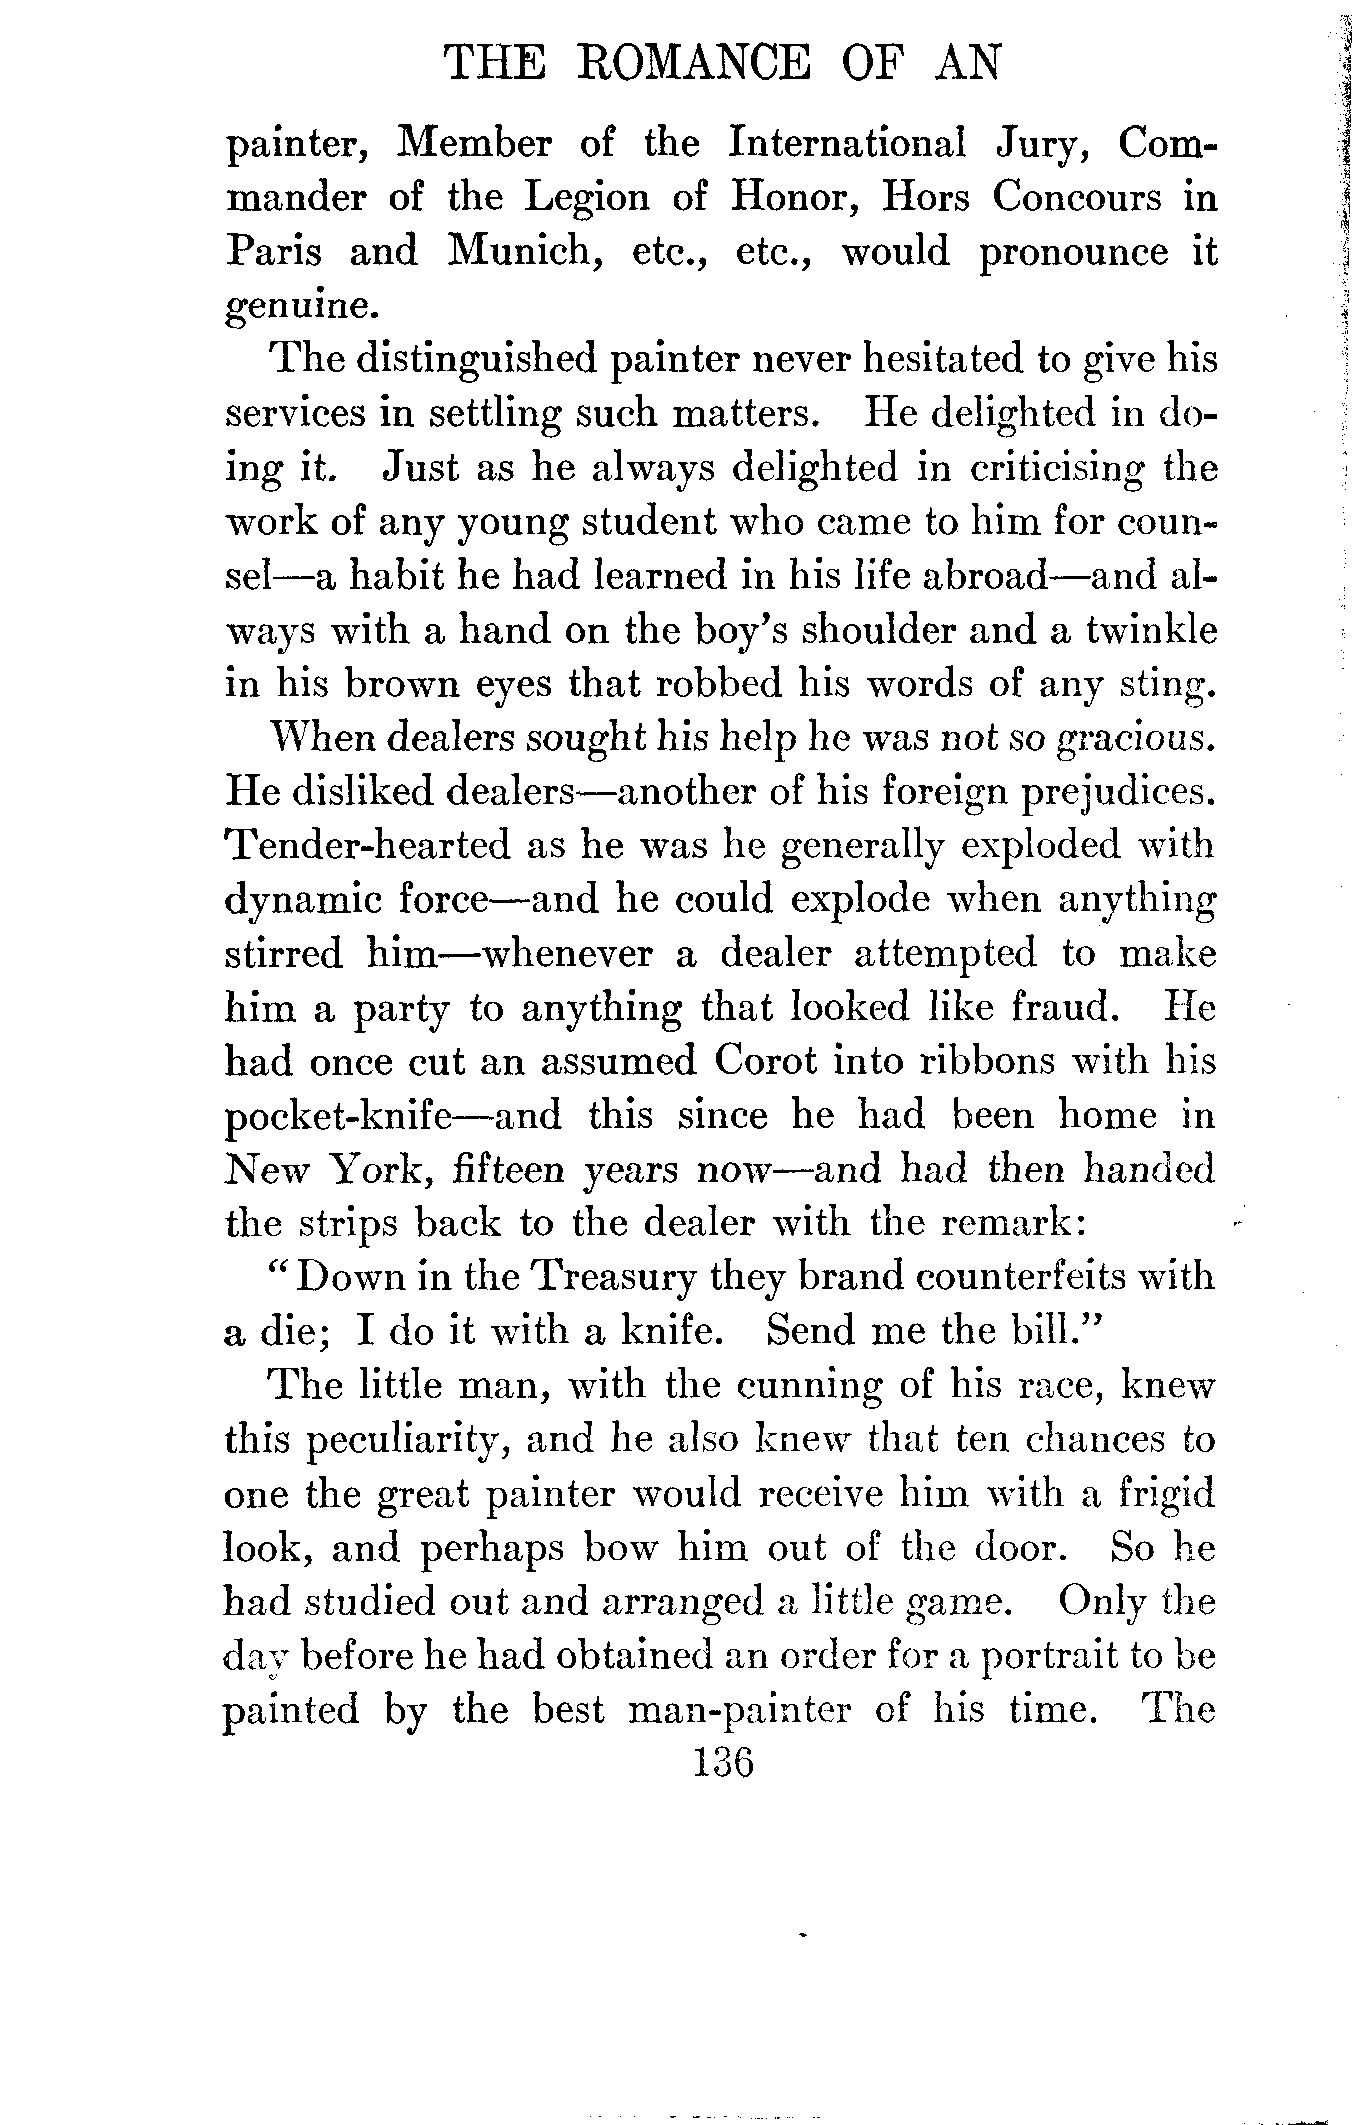 THE ROMANCE OF AN
painter, Member of the International Jury, Com-
mander of the Legion of Honor, Hors Concours in
Paris and Munich, etc., etc., would pronounce it
genuine.
The distinguished painter never hesitated to give his
services in settling such matters. He delighted in do-
ing it. Just as he always delighted in criticising the
work of any young student who came to him for coun-
sel—a habit he had learned in his life abroad—and al-
ways with a hand on the boy's shoulder and a twinkle
in his brown eyes that robbed his words of any sting.
When dealers sought his help he was not so gracious.
He disliked dealers—another of his foreign prejudices.
Tender-hearted as he was he generally exploded with
dynamic force—and he could explode when anything
stirred him—whenever a dealer attempted to make
him a party to anything that looked like fraud. He
had once cut an assumed Corot into ribbons with his
pocket-knife—and this since he had been home in
New York, fifteen years now—and had then handed
the strips back to the dealer with the remark:
"Down in the Treasury they brand counterfeits with
a die; I do it with a knife. Send me the bill."
The little man, with the cunning of his race, knew
this peculiarity, and he also knew that ten chances to
one the great painter would receive him with a frigid
look, and perhaps bow him out of the door. So he
had studied out and arranged a little game. Only the
day before he had obtained an order for a portrait to be
painted by the best man-painter of his time. The
136